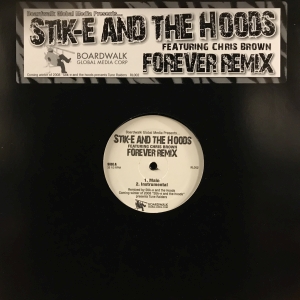 Boardwalk Global Media Presents...
STIK-E AND THE HOODS
FEATURING CHRIS BROWN
BOARDWALK
GLOBAL MEDIA CORP
FOREVER REMIX
Boardwalk Global Media Presents...
STIK-E AND THE HOODS
FEATURING CHRIS BROWN
FOREVER REMIX
1. Main
2. Instrumental
BOARDWALK